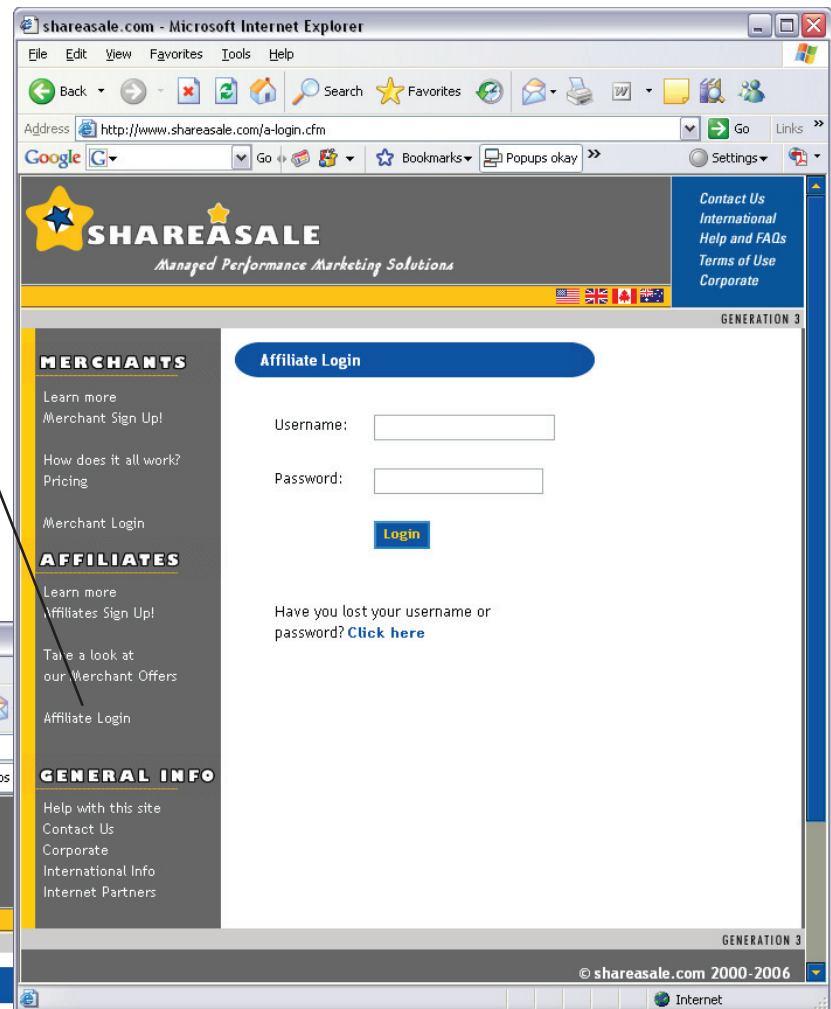 shareasale.com - Microsoft Internet Explorer
File Edit View Favorites Tools Help
Back Search Favorites W
Address http://www.shareasale.com/a-login.cfm Go Links »
Google G Go Bookmarks Popups okay » Settings
Contact Us
International
Help and FAQs
Terms of Use
Corporate
SHAREASALE
Managed Performance Marketing Solutions
GENERATION 3
MERCHANTS
Learn more
Merchant Sign Up!
How does it all work?
Pricing
Merchant Login
AFFILIATES
Learn more
Affiliates Sign Up!
Take a look at
our Merchant Offers
Affiliate Login
GENERAL INFO
Help with this site
Contact Us
Corporate
International Info
Internet Partners
Affiliate Login
Username:
Password:
Login
Have you lost your username or
password? Click here
os
GENERATION 3
© shareasale.com 2000-2006
Internet